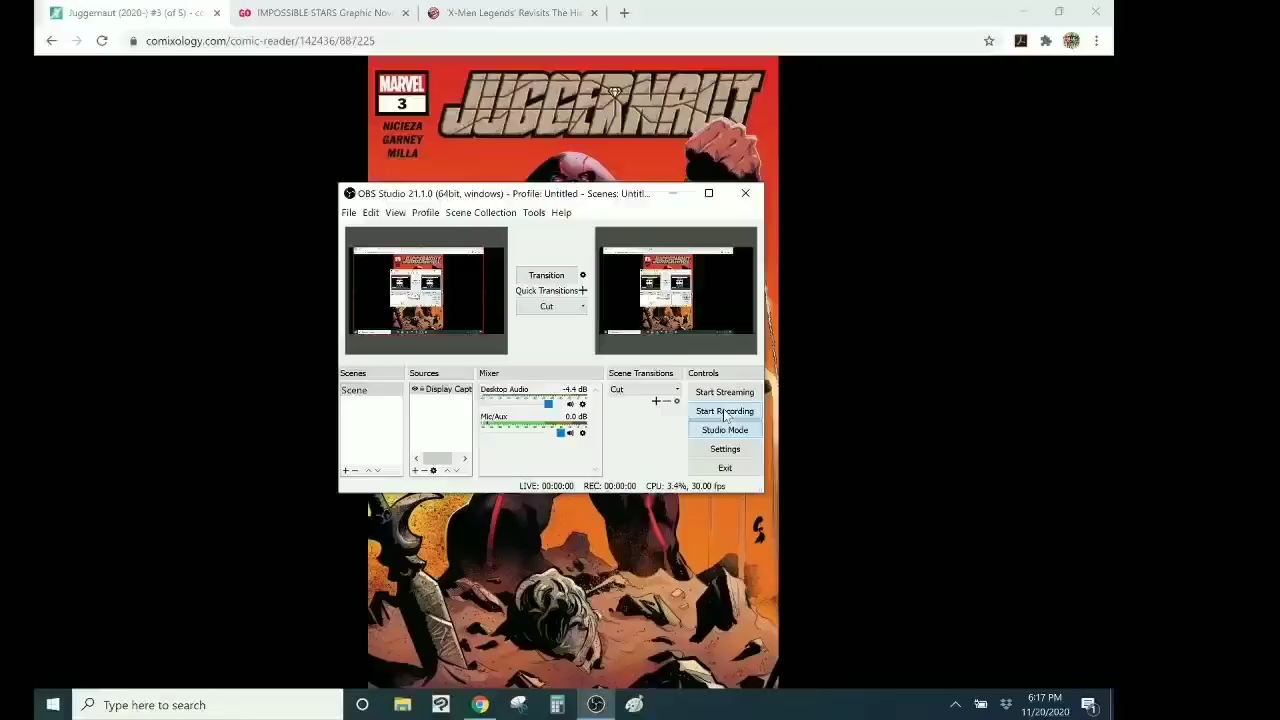 Juggernaut (2020-) #3 (of 5) - co
IMPOSSIBLE STARS Graphic Nov
'X-Men Legends' Revisits The Hi
comixology.com/comic-reader/142436/887225
MARVEL
3
NICIEZA
GARNEY
MILLA
JUGGERNAUT
OBS Studio 21.1.0 (64bit, windows) - Profile: Untitled - Scenes: Untitl...
File Edit View Profile Scene Collection Tools Help
Transition
Quick Transitions
Cut
Scenes
Scene
Sources
Display Capt
Mixer
Desktop Audio -4.4 dB
Mic/Aux 0.0 dB
Scene Transitions
Cut
Controls
Start Streaming
Start Recording
Studio Mode
Settings
Exit
LIVE: 00:00:00 REC: 00:00:00 CPU: 3.4%, 30.00 fps
Type here to search
6:17 PM
11/20/2020
1